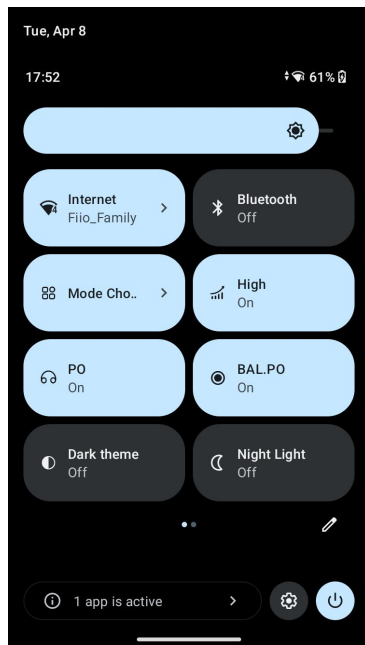 Tue, Apr 8
17:52
61%
Internet
Fiio_Family
Bluetooth
Off
Mode Cho..
High
On
PO
On
BAL.PO
On
Dark theme
Off
Night Light
Off
1 app is active